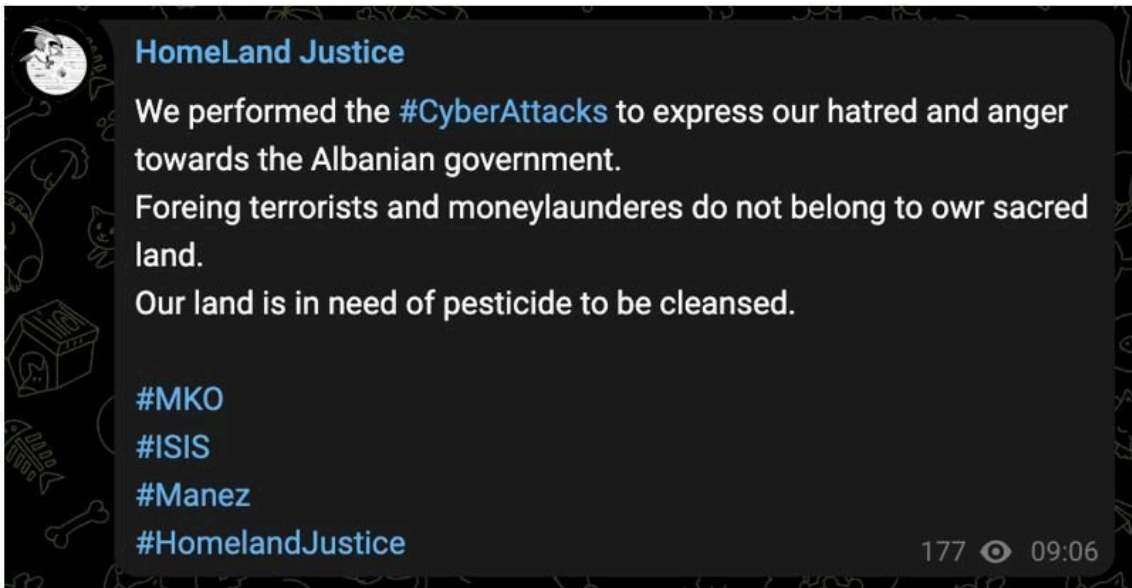 HomeLand Justice
We performed the #CyberAttacks to express our hatred and anger
towards the Albanian government.
Foreing terrorists and moneylaunderes do not belong to owr sacred
land.
Our land is in need of pesticide to be cleansed.
#MKO
#ISIS
#Manez
#HomelandJustice
177 09:06